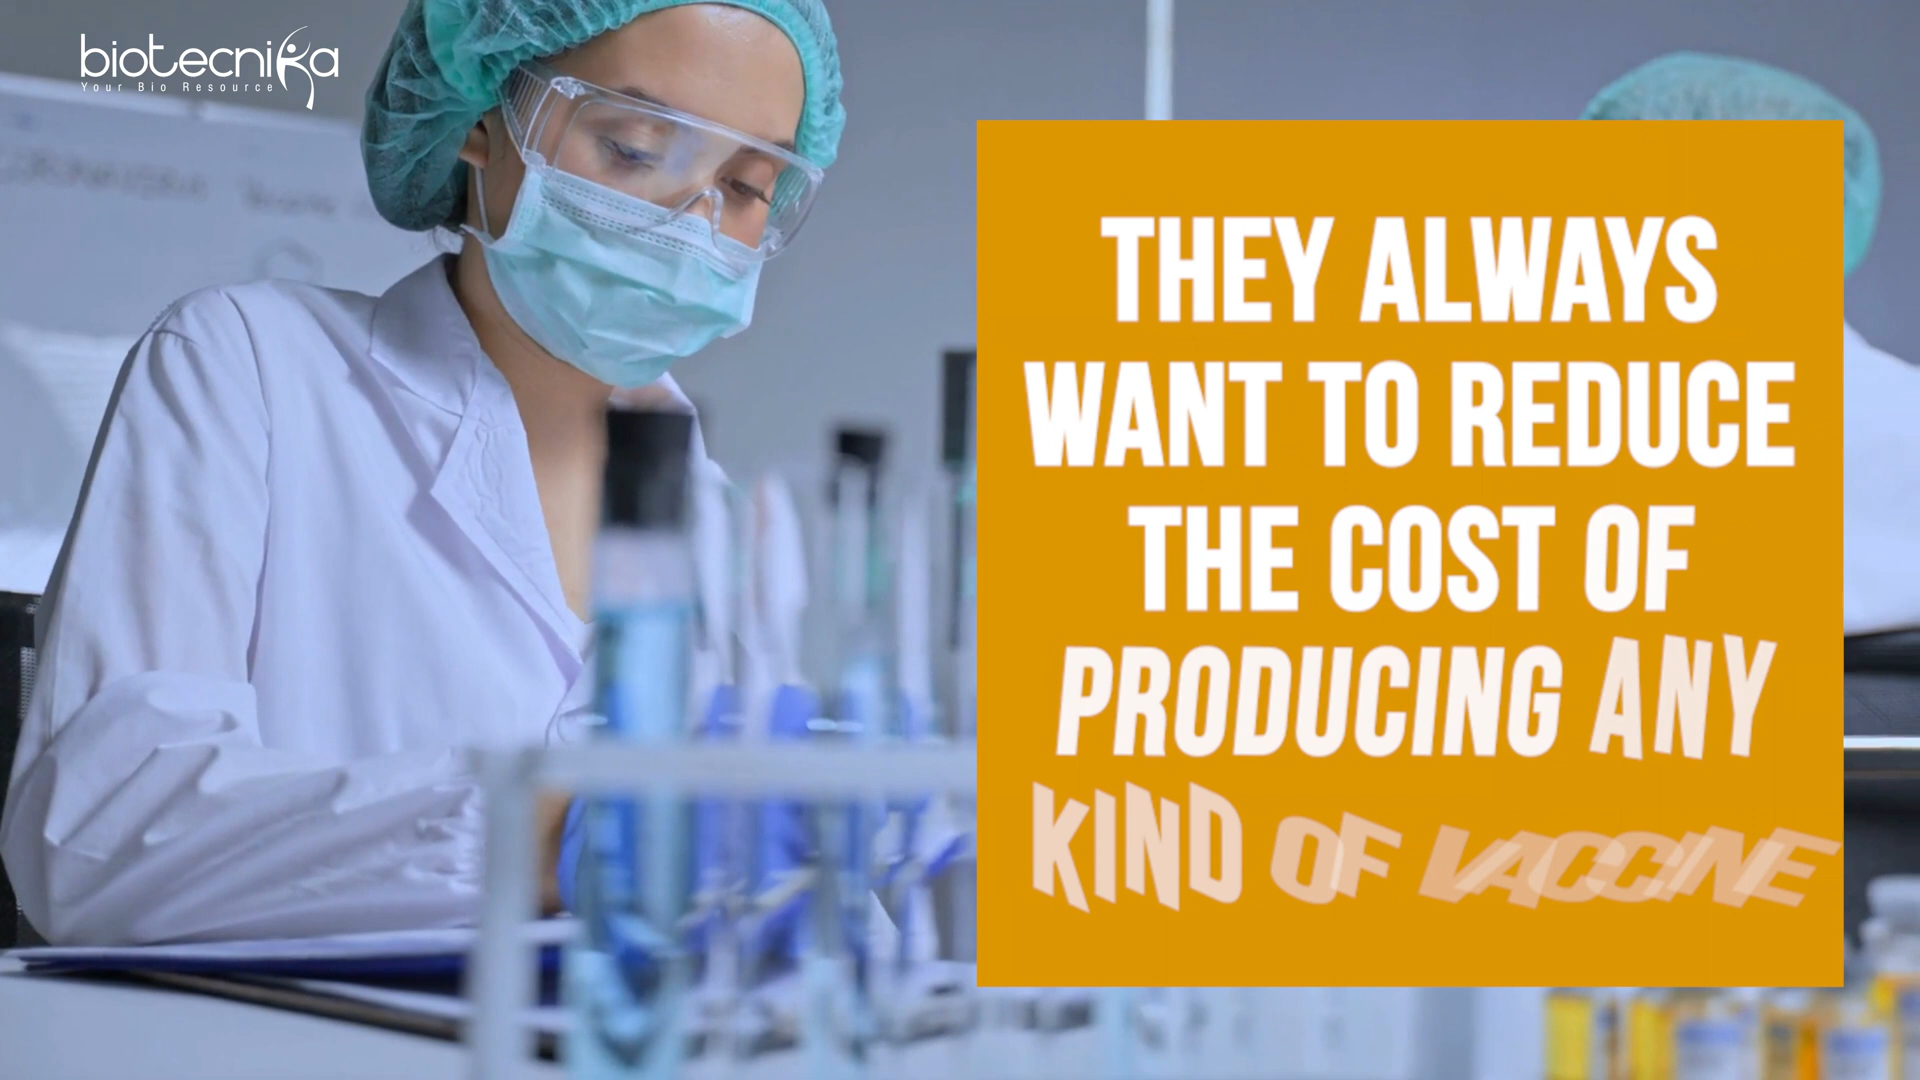 biotecnika
Your Bio Resource
THEY ALWAYS
WANT TO REDUCE
THE COST OF
PRODUCING ANY
KIND OF VACCINE